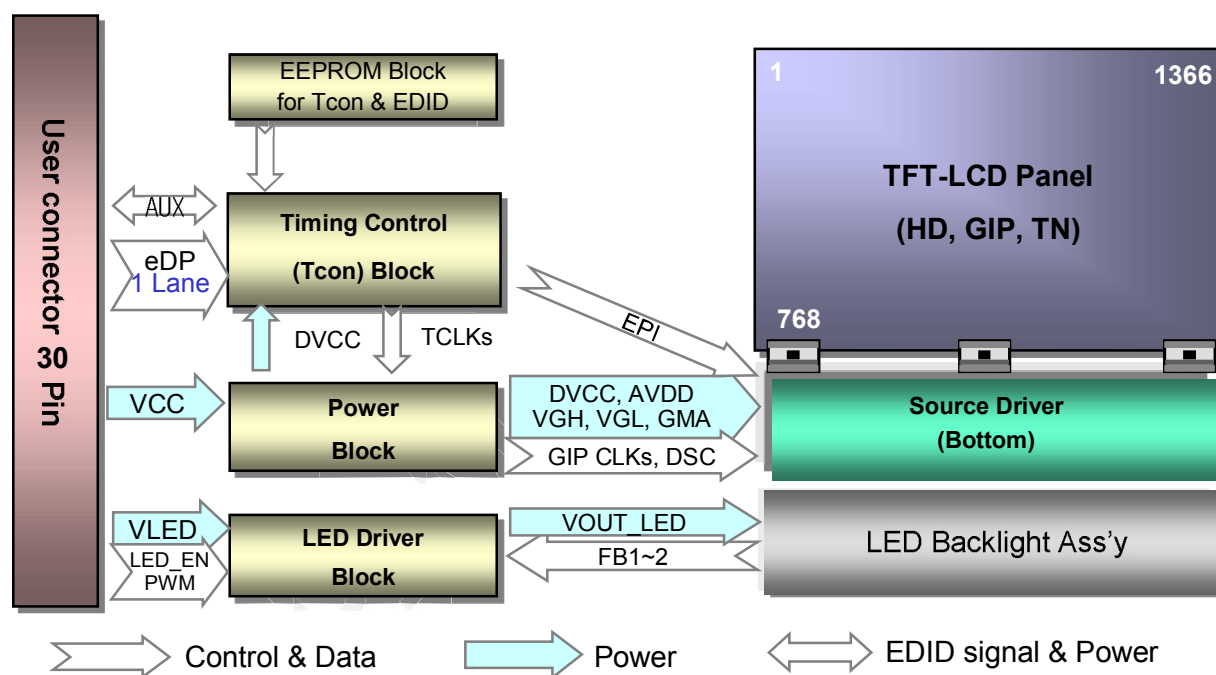 User connector 30 Pin
EEPROM Block
for Tcon & EDID
AUX
eDP
1 Lane
Timing Control
(Tcon) Block
DVCC
TCLKs
EPI
VCC
Power
Block
DVCC, AVDD
VGH, VGL, GMA
GIP CLKs, DSC
VLED
LED_EN
PWM
LED Driver
Block
VOUT_LED
FB1~2
1
1366
TFT-LCD Panel
(HD, GIP, TN)
768
Source Driver
(Bottom)
LED Backlight Ass'y
Control & Data
Power
EDID signal & Power